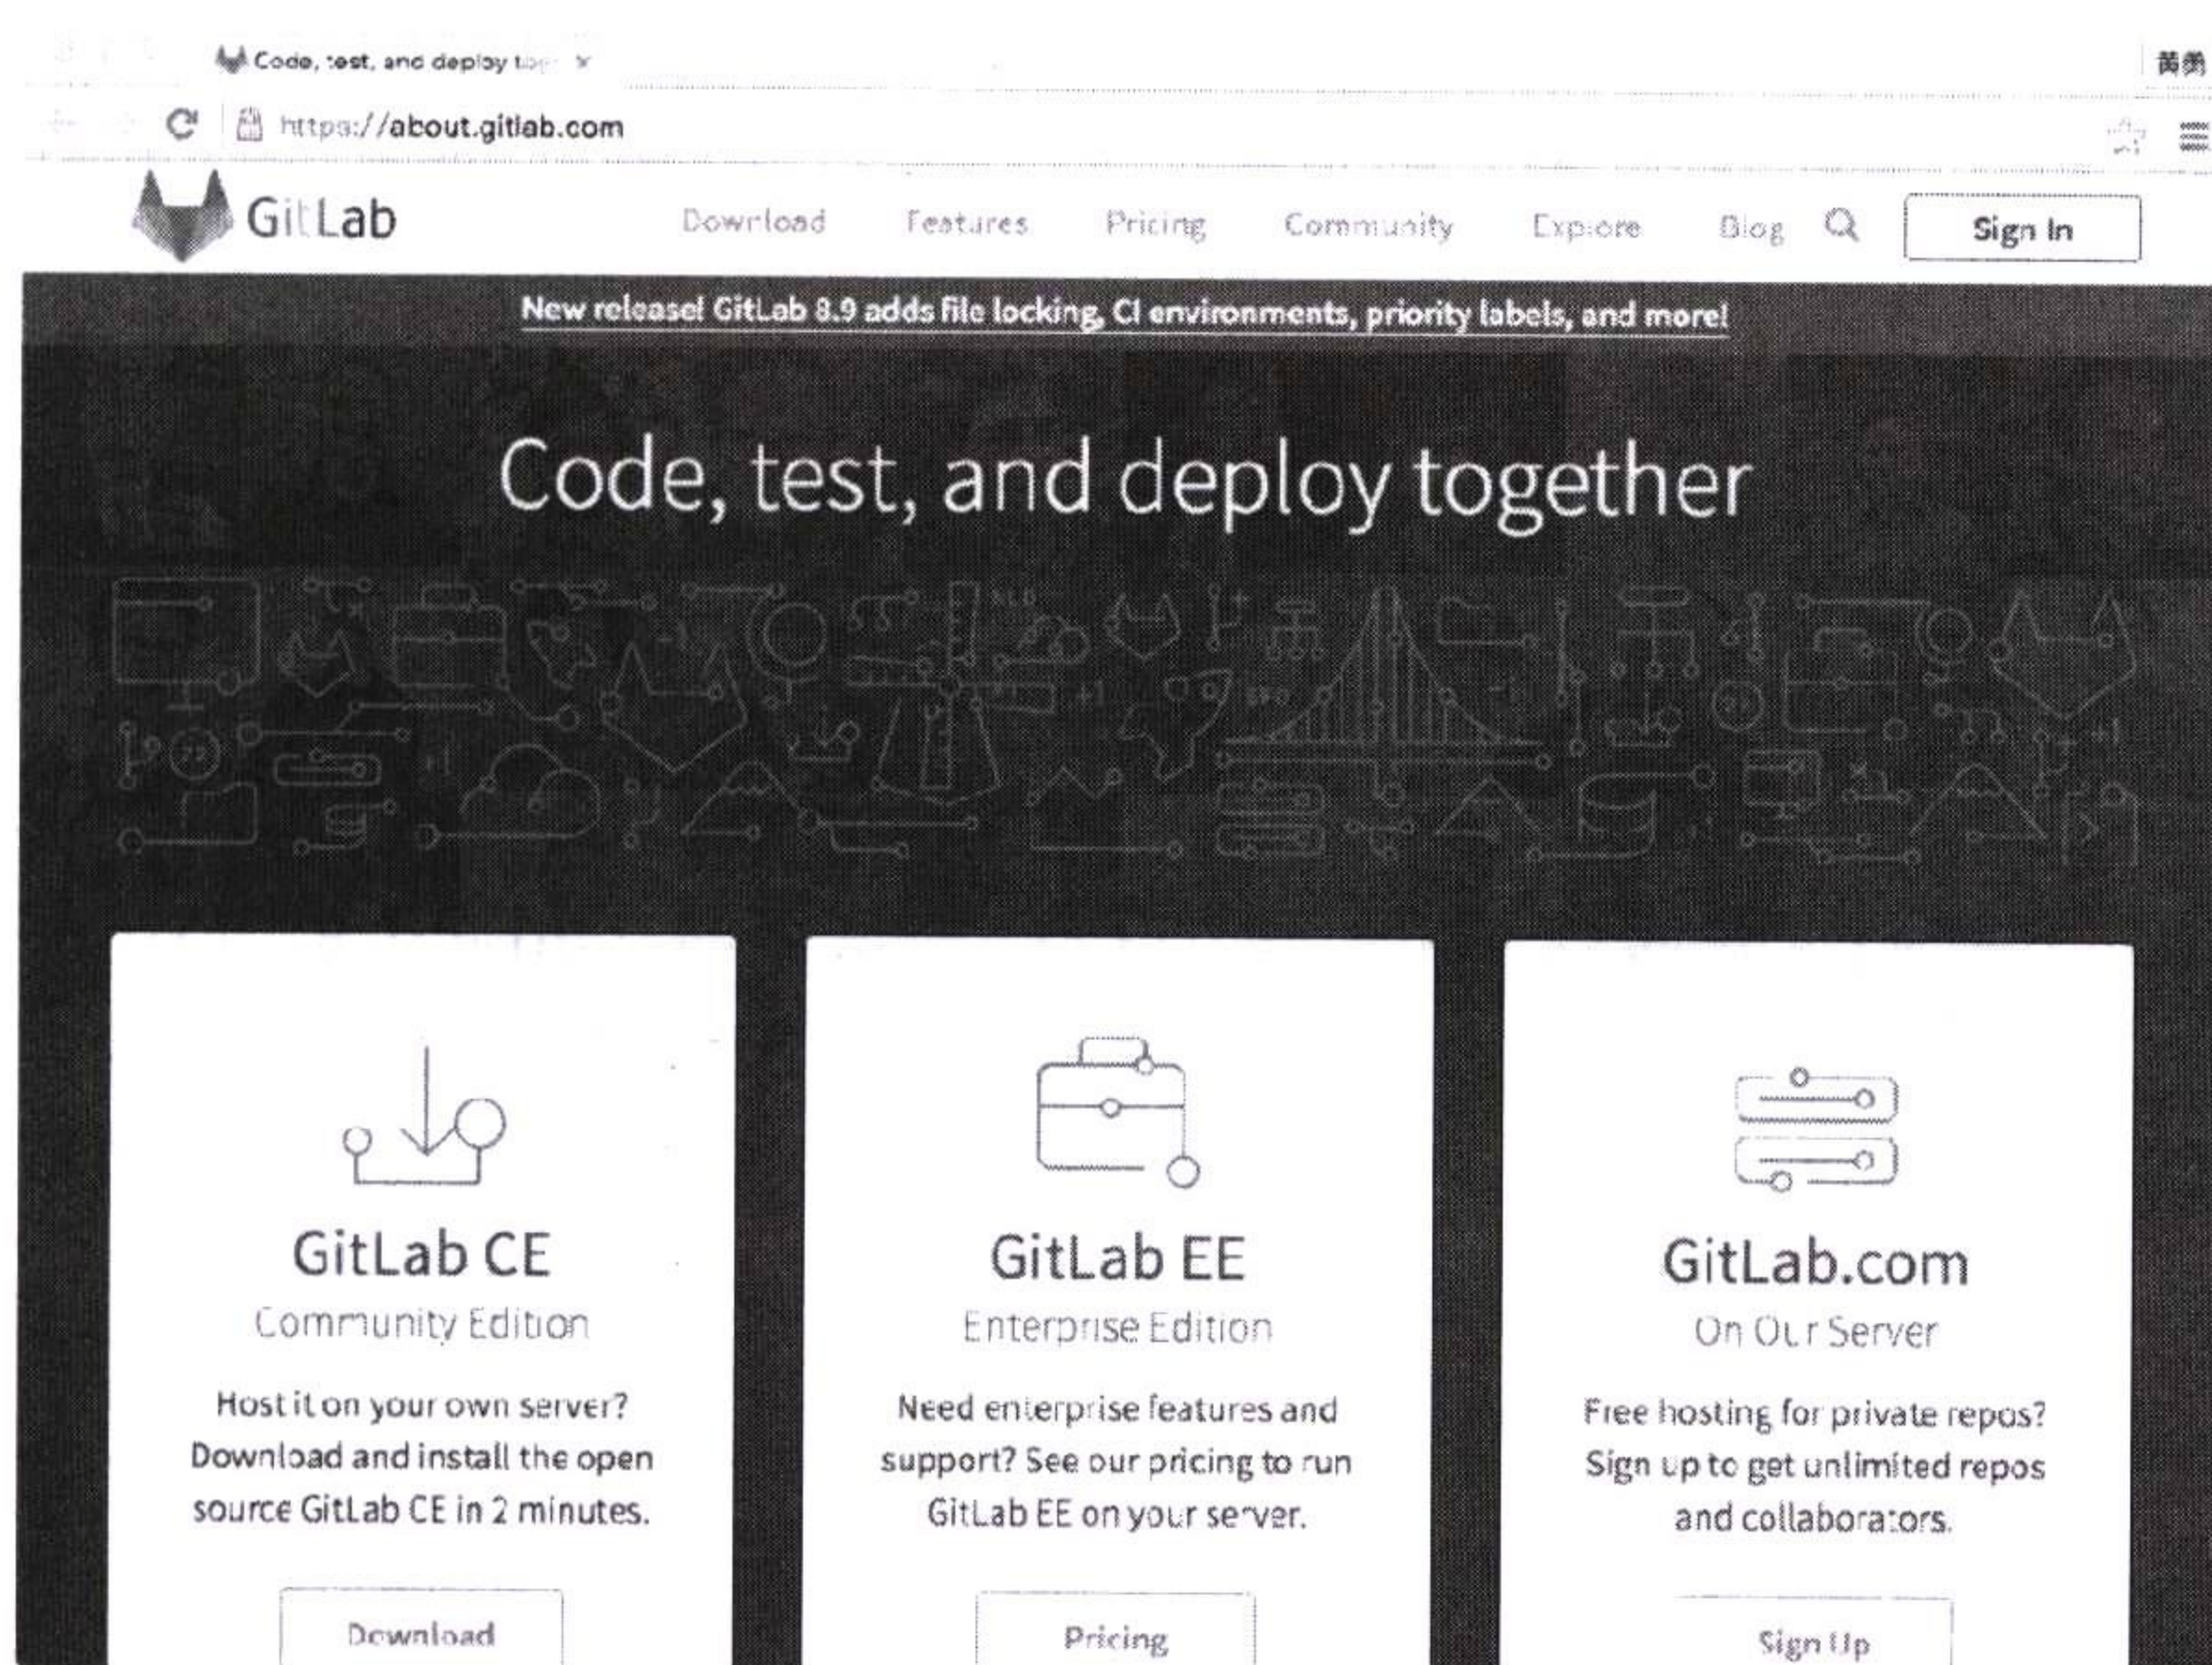 Code, test, and deploy tog
黄勇
https://about.gitlab.com
GitLab
Download Features Pricing Community Explore Blog Sign In
New release! GitLab 8.9 adds file locking, CI environments, priority labels, and more!
Code, test, and deploy together
GitLab CE
Community Edition
Host it on your own server?
Download and install the open
source GitLab CE in 2 minutes.
Download
GitLab EE
Enterprise Edition
Need enterprise features and
support? See our pricing to run
GitLab EE on your server.
Pricing
GitLab.com
On Our Server
Free hosting for private repos?
Sign up to get unlimited repos
and collaborators.
Sign Up